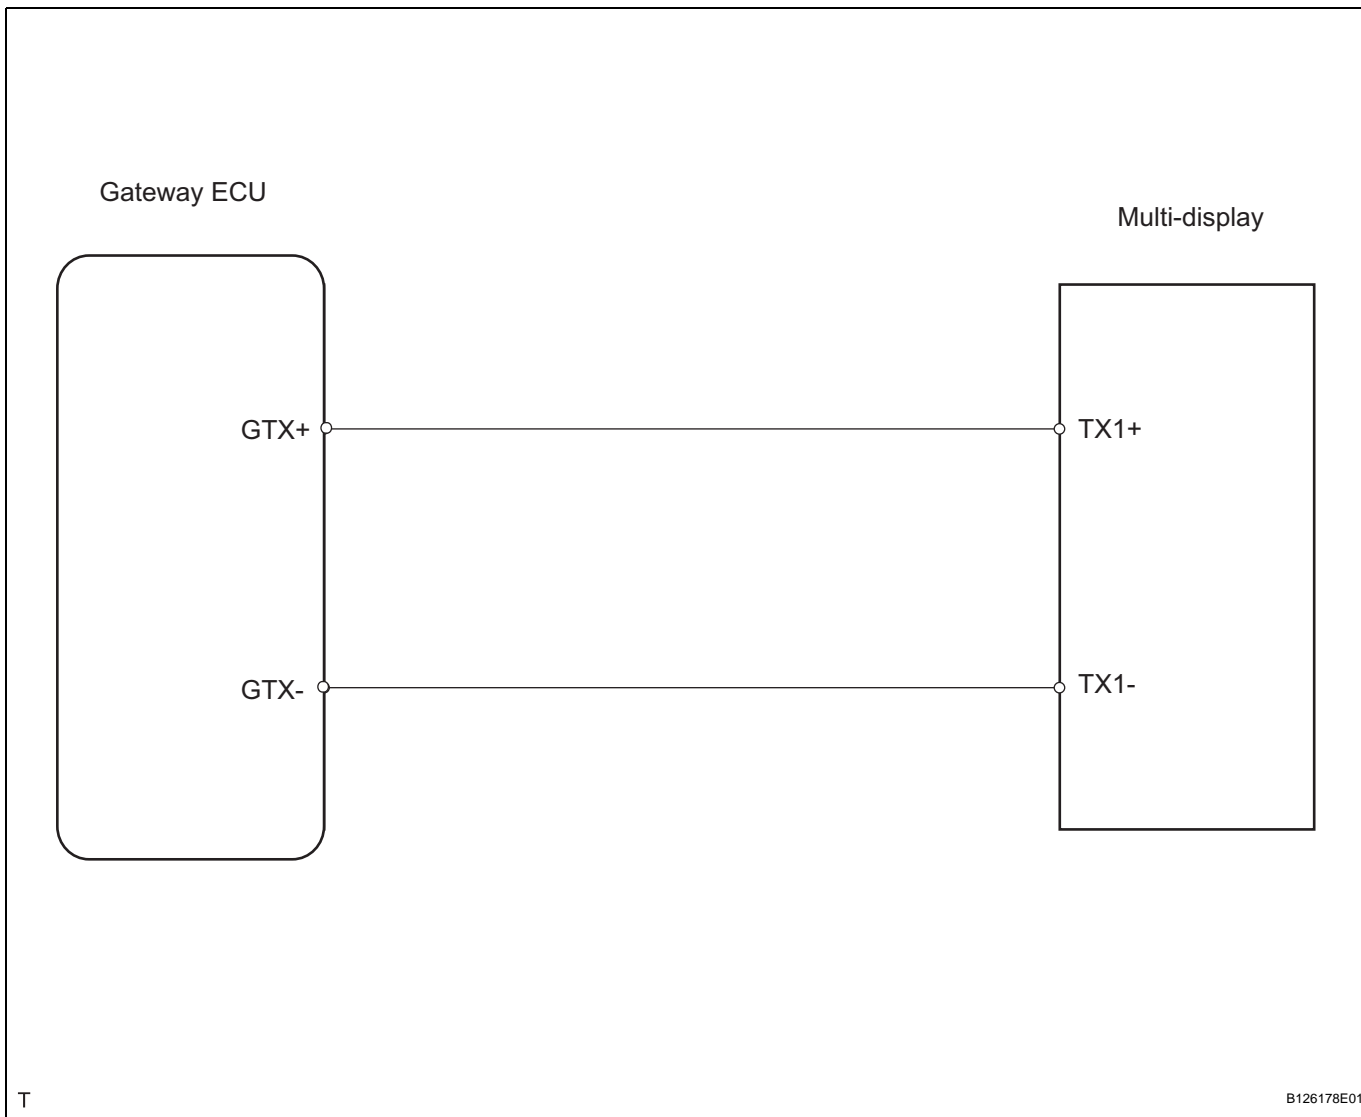 Gateway ECU
Multi-display
GTX+
TX1+
GTX-
TX1-
T
B126178E01